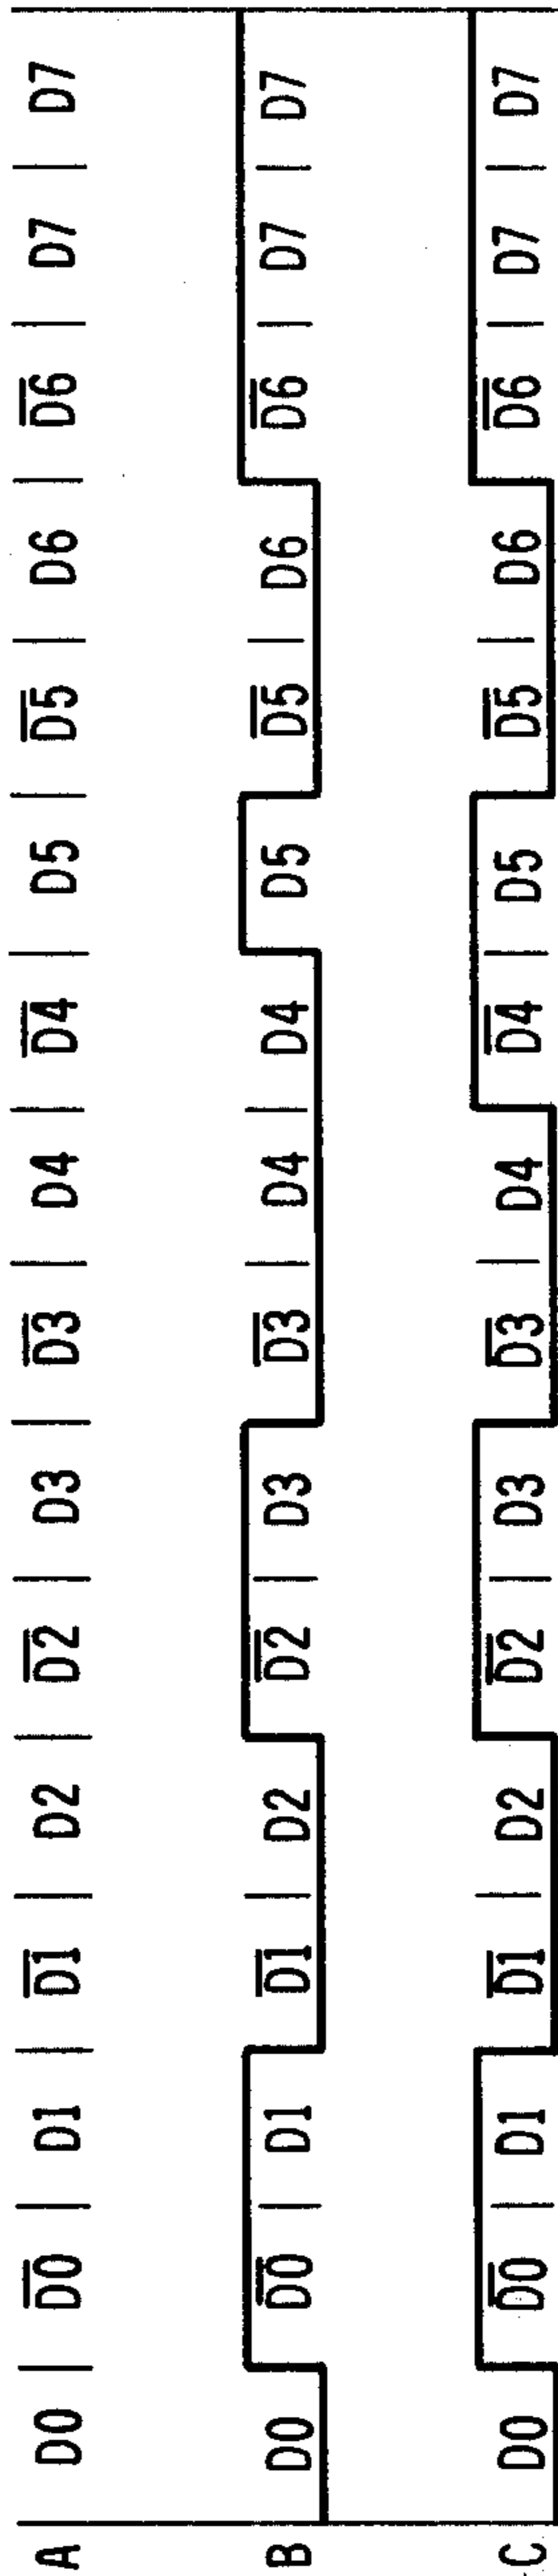 A D0 D̅0̅ D1 D̅1̅ D2 D̅2̅ D3 D̅3̅ D4 D̅4̅ D5 D̅5̅ D6 D̅6̅ D7 D7
B D0 D̅0̅ D1 D̅1̅ D2 D̅2̅ D3 D̅3̅ D4 D4 D5 D̅5̅ D6 D̅6̅ D7 D7
C D0 D̅0̅ D1 D̅1̅ D2 D̅2̅ D3 D̅3̅ D4 D̅4̅ D5 D̅5̅ D6 D̅6̅ D7 D7